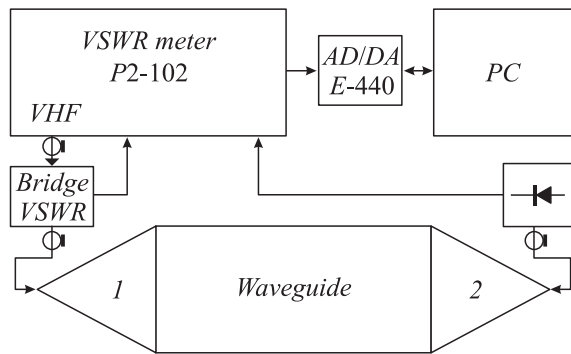 VSWR meter
P2-102
VHF
AD/DA
E-440
PC
Bridge
VSWR
1
Waveguide
2